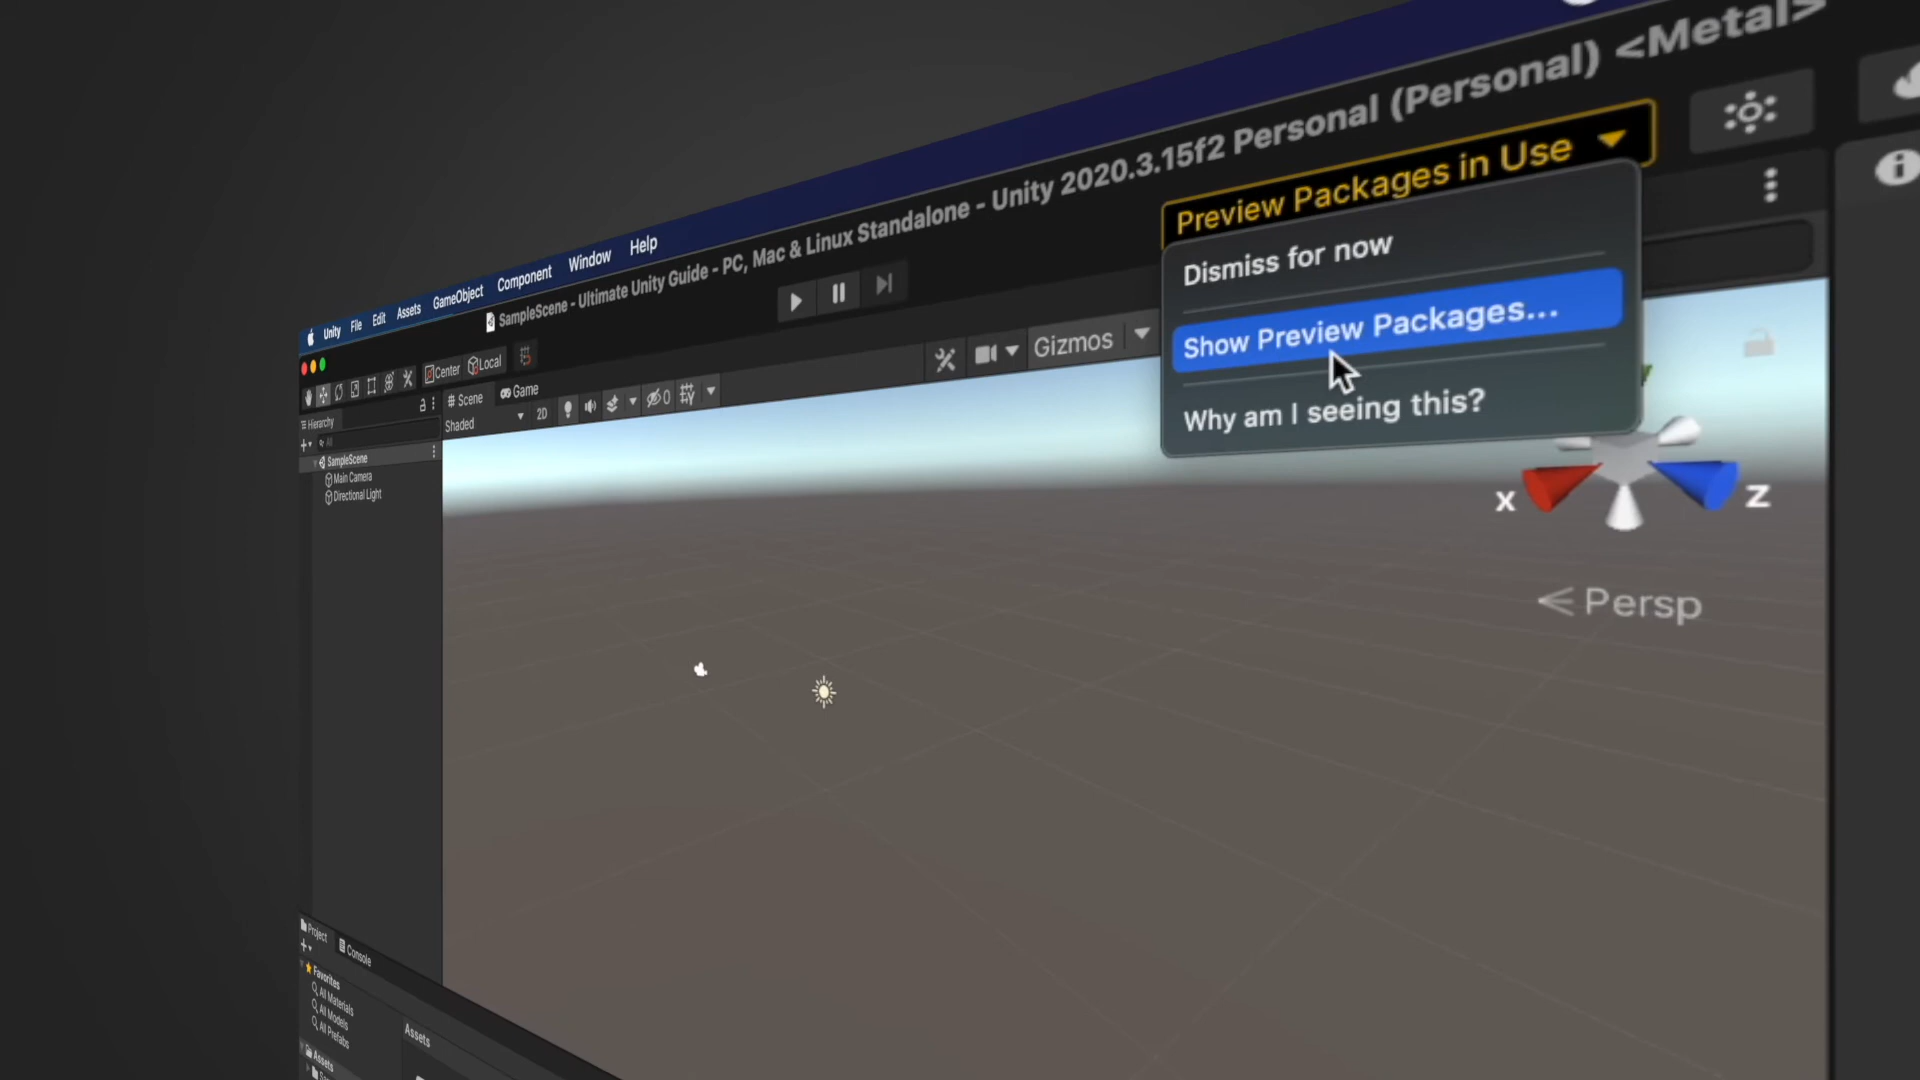 Unity File Edit Assets GameObject Component Window Help
SampleScene - Ultimate Unity Guide - PC, Mac & Linux Standalone - Unity 2020.3.15f2 Personal (Personal) <Metal>
Center Local
Preview Packages in Use
Dismiss for now
Show Preview Packages...
Why am I seeing this?
Hierarchy
All
SampleScene
Main Camera
Directional Light
Scene Game
Shaded 2D 0 Gizmos
x z
< Persp
Project Console
Favorites
All Materials
All Models
All Prefabs
Assets
Assets